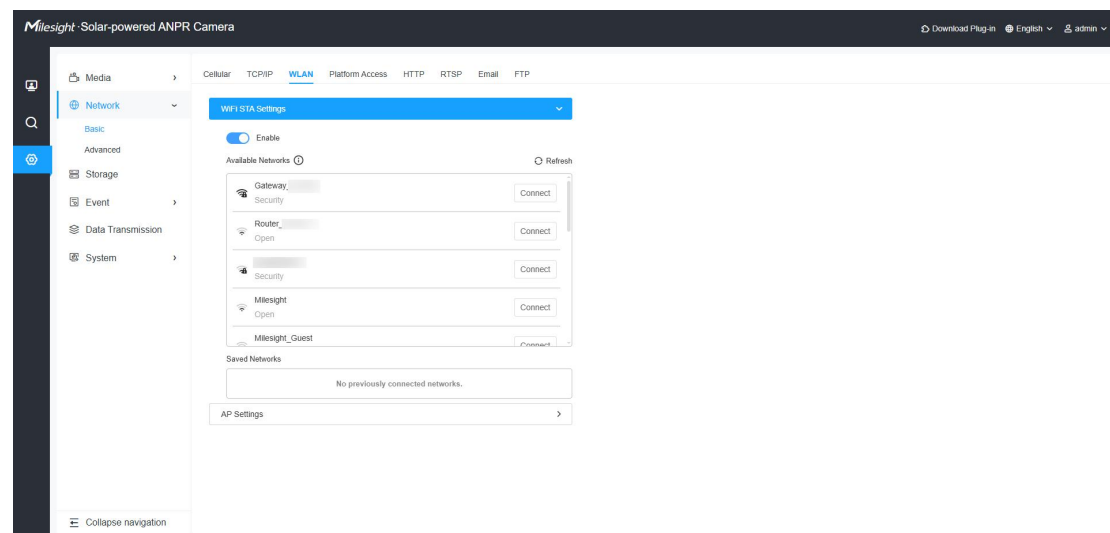 Milesight · Solar-powered ANPR Camera
Download Plug-in English admin
Media
Network
Basic
Advanced
Storage
Event
Data Transmission
System
Collapse navigation
Cellular TCP/IP WLAN Platform Access HTTP RTSP Email FTP
WiFi STA Settings
Enable
Available Networks Refresh
Gateway_
Security
Connect
Router_
Open
Connect
Security
Connect
Milesight
Open
Connect
Milesight_Guest
Connect
Saved Networks
No previously connected networks.
AP Settings